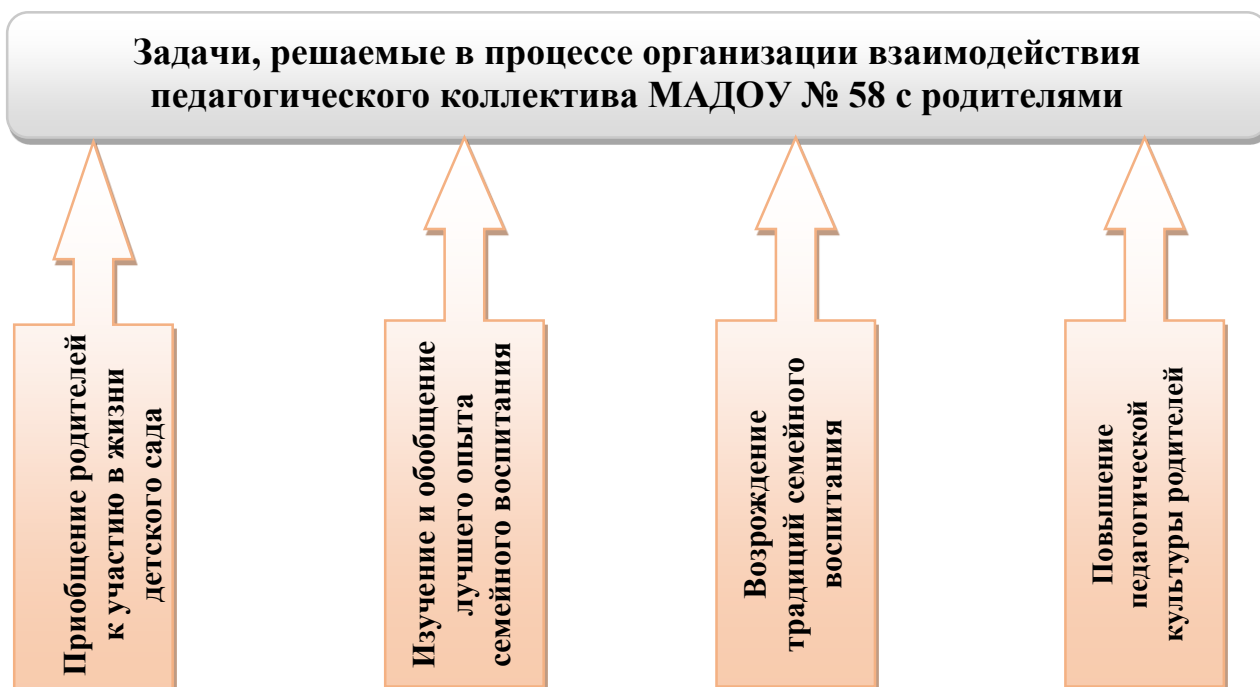 Задачи, решаемые в процессе организации взаимодействия
педагогического коллектива МАДОУ № 58 с родителями
Приобщение родителей
к участию в жизни
детского сада
Изучение и обобщение
лучшего опыта
семейного воспитания
Возрождение
традиций семейного
воспитания
Повышение
педагогической
культуры родителей